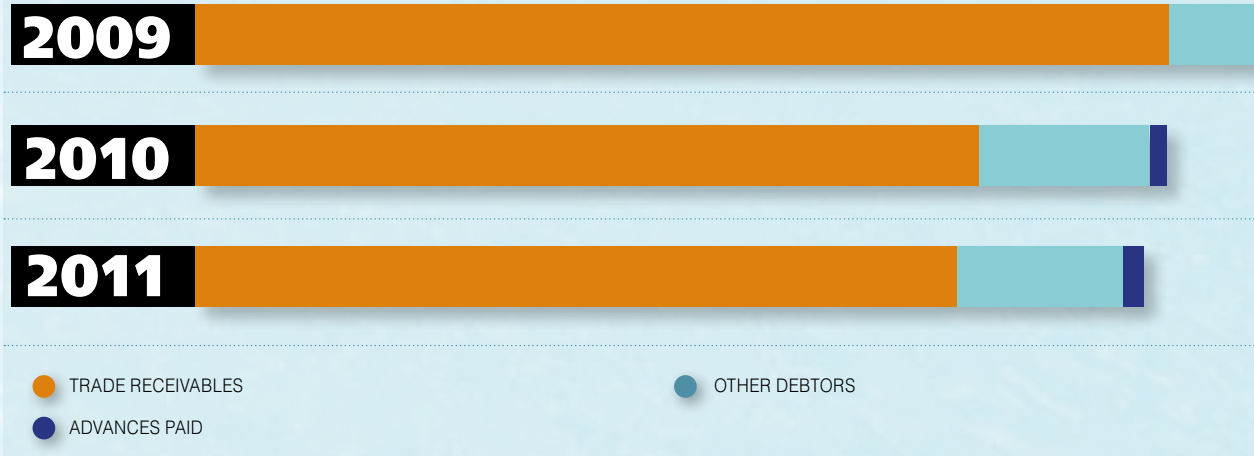 2009
2010
2011
TRADE RECEIVABLES
OTHER DEBTORS
ADVANCES PAID